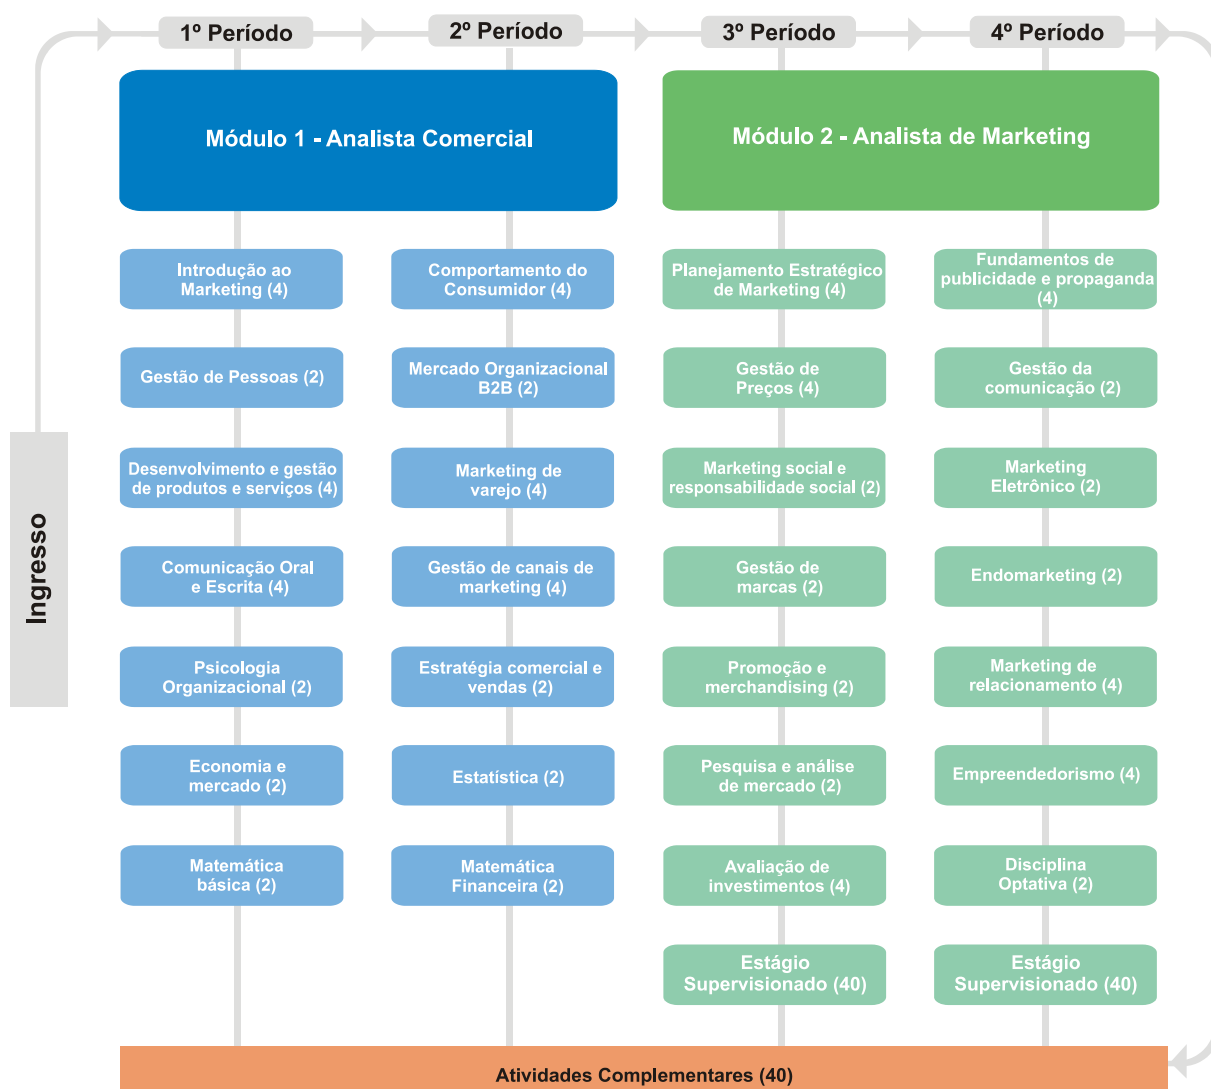 1º Período
2º Período
3º Período
4º Período
Módulo 1 - Analista Comercial
Módulo 2 - Analista de Marketing
Ingresso
Introdução ao
Marketing (4)
Comportamento do
Consumidor (4)
Planejamento Estratégico
de Marketing (4)
Fundamentos de
publicidade e propaganda
(4)
Gestão de Pessoas (2)
Mercado Organizacional
B2B (2)
Gestão de
Preços (4)
Gestão da
comunicação (2)
Desenvolvimento e gestão
de produtos e serviços (4)
Marketing de
varejo (4)
Marketing social e
responsabilidade social (2)
Marketing
Eletrônico (2)
Comunicação Oral
e Escrita (4)
Gestão de canais de
marketing (4)
Gestão de
marcas (2)
Endomarketing (2)
Psicologia
Organizacional (2)
Estratégia comercial e
vendas (2)
Promoção e
merchandising (2)
Marketing de
relacionamento (4)
Economia e
mercado (2)
Estatística (2)
Pesquisa e análise
de mercado (2)
Empreendedorismo (4)
Matemática
básica (2)
Matemática
Financeira (2)
Avaliação de
investimentos (4)
Disciplina
Optativa (2)
Estágio
Supervisionado (40)
Estágio
Supervisionado (40)
Atividades Complementares (40)